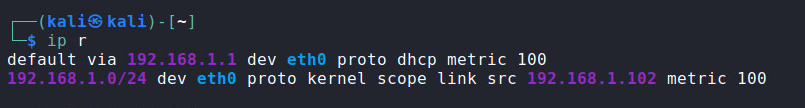 ┌──(kali㉿kali)-[~]
└─$ ip r
default via 192.168.1.1 dev eth0 proto dhcp metric 100
192.168.1.0/24 dev eth0 proto kernel scope link src 192.168.1.102 metric 100